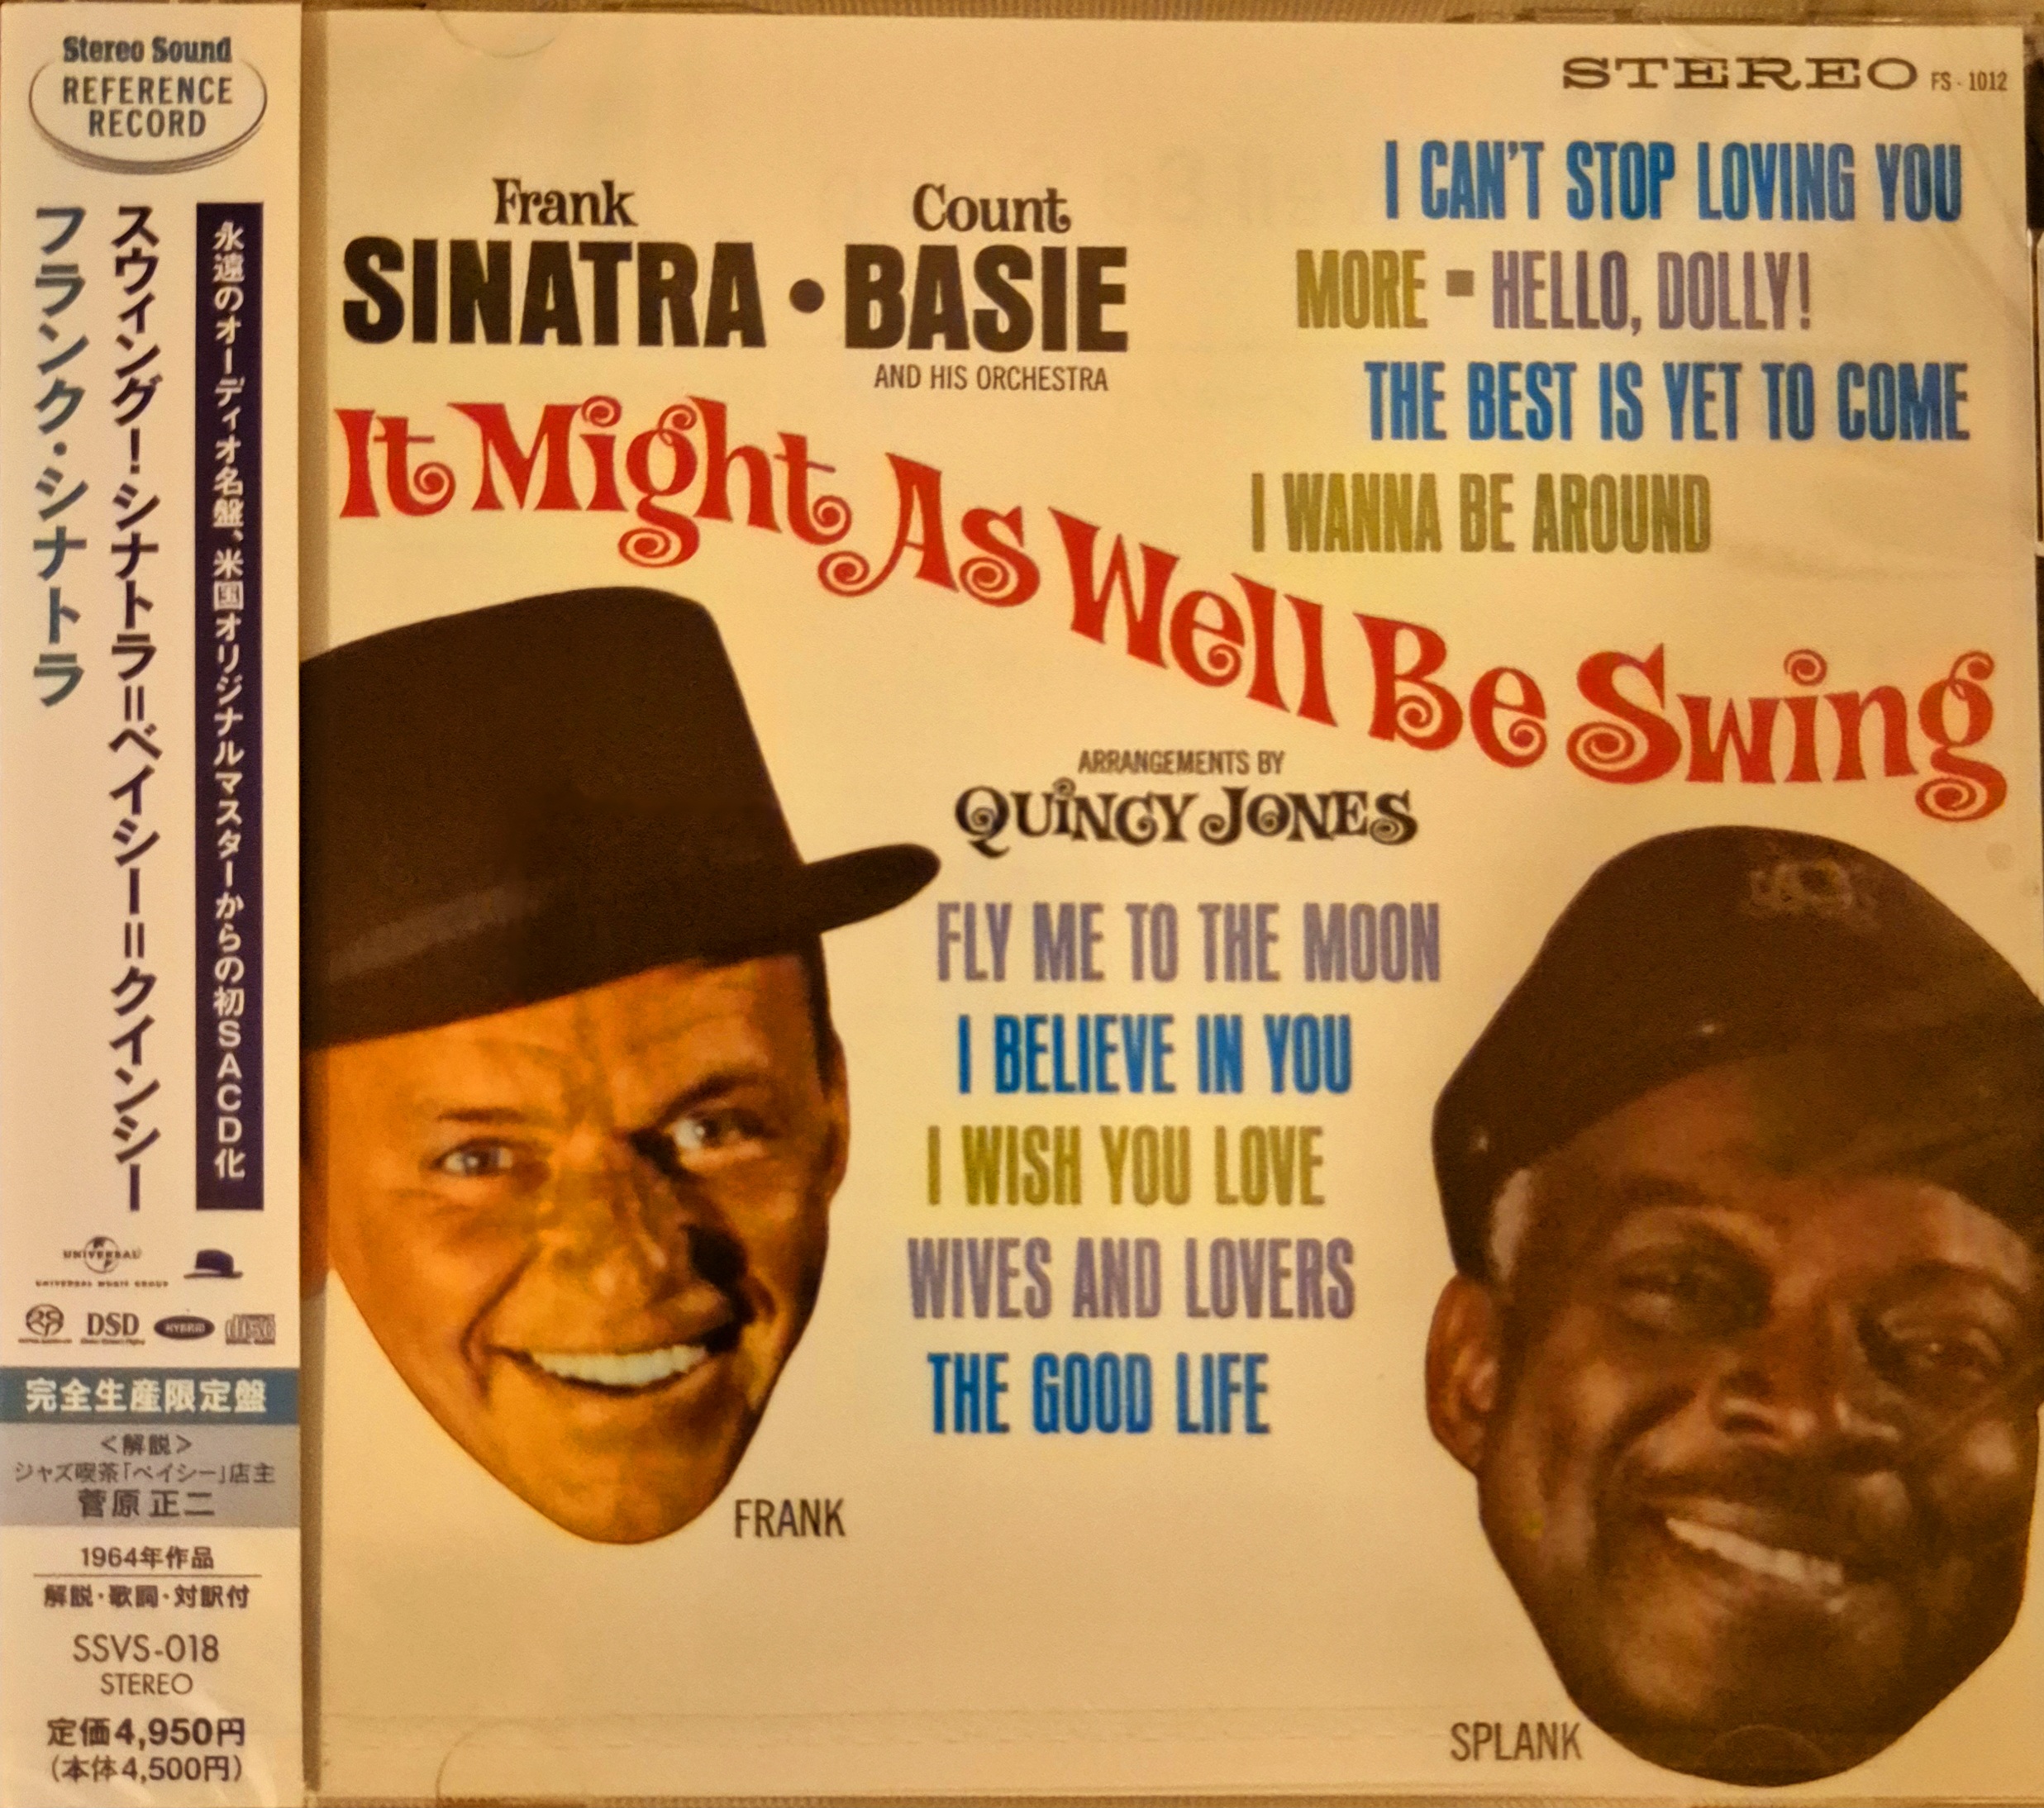 Stereo Sound
REFERENCE
RECORD
永遠のオーディオ名盤、米国オリジナルマスターからの初SACD化
スウィング!シナトラ=ベイシー=クインシー
フランク・シナトラ
UNIVERSAL
UNIVERSAL MUSIC GROUP
DSD
HYBRID
完全生産限定盤
<解説>
ジャズ喫茶「ベイシー」店主
菅原正二
1964年作品
解説・歌詞・対訳付
SSVS-018
STEREO
定価4,950円
(本体4,500円)
STEREO FS - 1012
I CAN'T STOP LOVING YOU
MORE ▪ HELLO, DOLLY!
THE BEST IS YET TO COME
I WANNA BE AROUND
Frank Count
SINATRA • BASIE
AND HIS ORCHESTRA
It Might As Well Be Swing
ARRANGEMENTS BY
QUINCY JONES
FLY ME TO THE MOON
I BELIEVE IN YOU
I WISH YOU LOVE
WIVES AND LOVERS
THE GOOD LIFE
FRANK
SPLANK